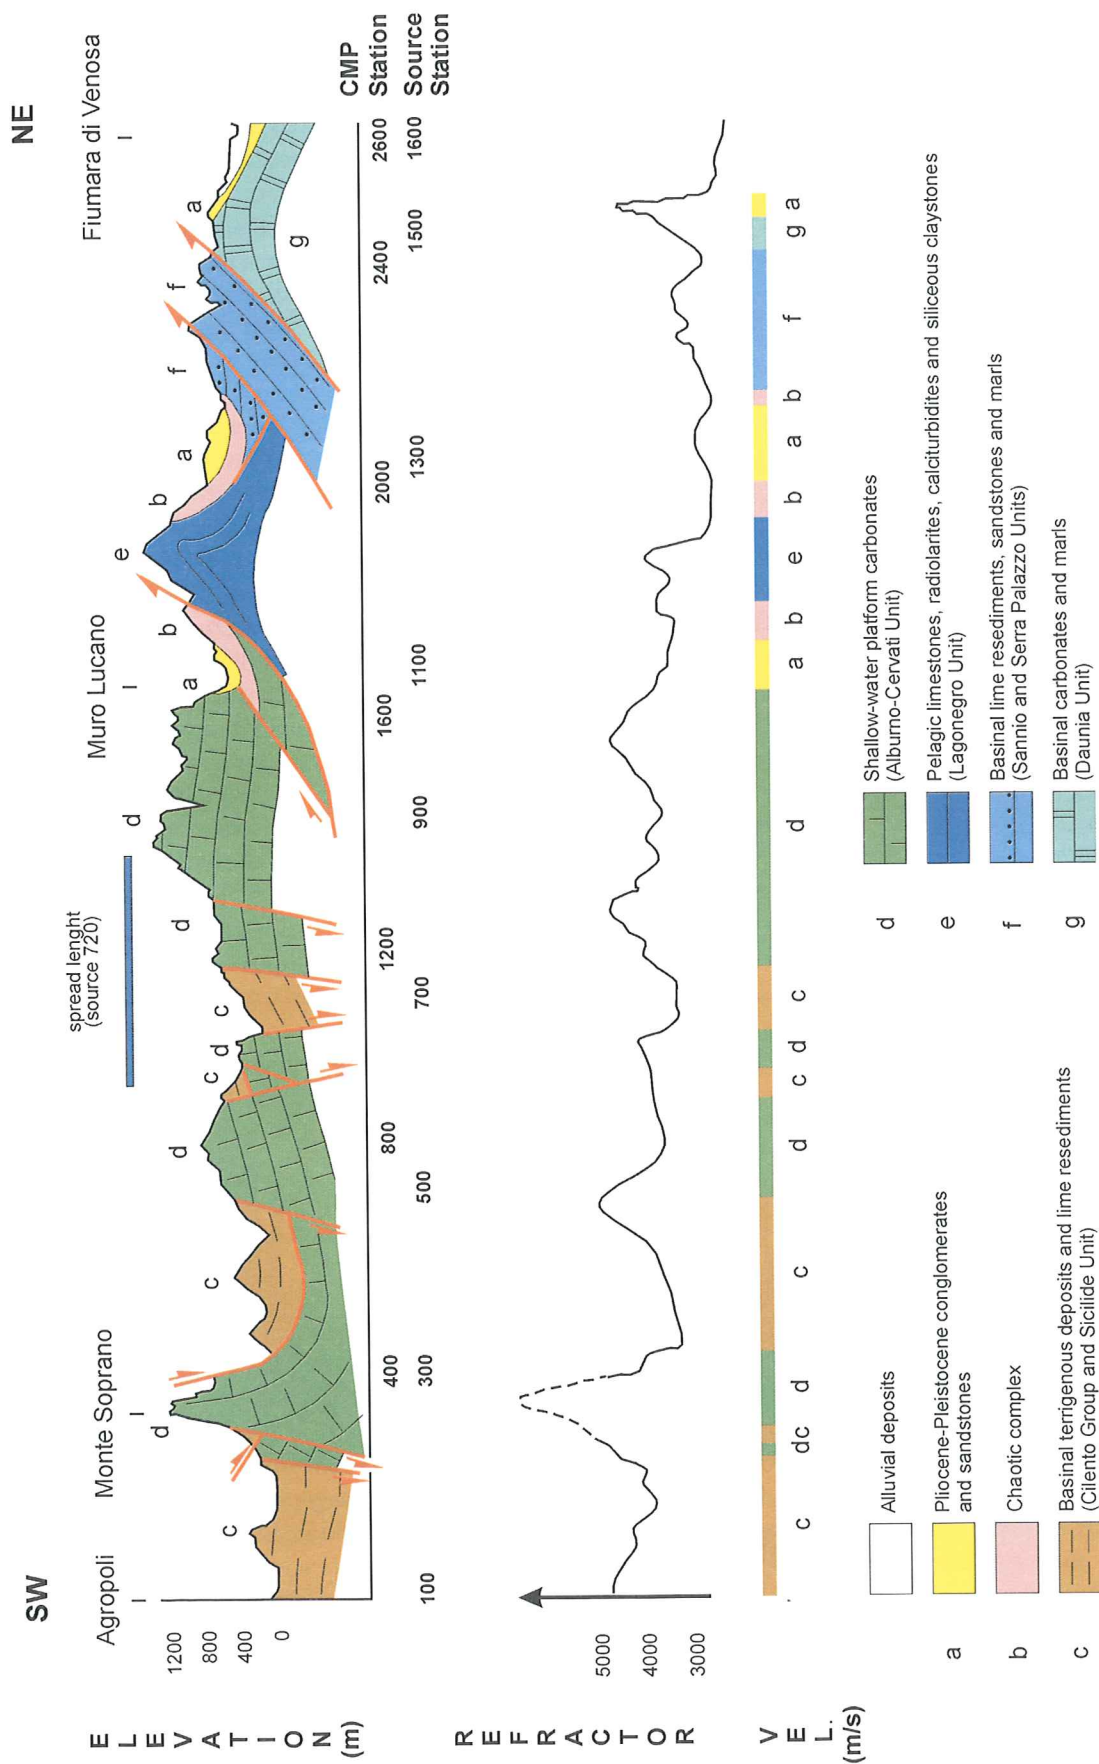 SW
NE
Agropoli
Monte Soprano
Muro Lucano
Fiumara di Venosa
spread lenght
(source 720)
c
d
c
d
c
d
c
d
d
a
b
e
b
a
f
f
a
g
ELEVATION
(m)
1200
800
400
0
CMP
Station
400
800
1200
1600
2000
2400
2600
Source
Station
100
300
500
700
900
1100
1300
1500
1600
REFRACTOR
VEL.
(m/s)
5000
4000
3000
c
d
c
d
c
d
c
d
c
d
a
b
e
b
a
b
f
g
a
Alluvial deposits
a
Pliocene-Pleistocene conglomerates
and sandstones
b
Chaotic complex
c
Basinal terrigenous deposits and lime resediments
(Cilento Group and Sicilide Unit)
d
Shallow-water platform carbonates
(Alburno-Cervati Unit)
e
Pelagic limestones, radiolarites, calciturbidites and siliceous claystones
(Lagonegro Unit)
f
Basinal lime resediments, sandstones and marls
(Sannio and Serra Palazzo Units)
g
Basinal carbonates and marls
(Daunia Unit)